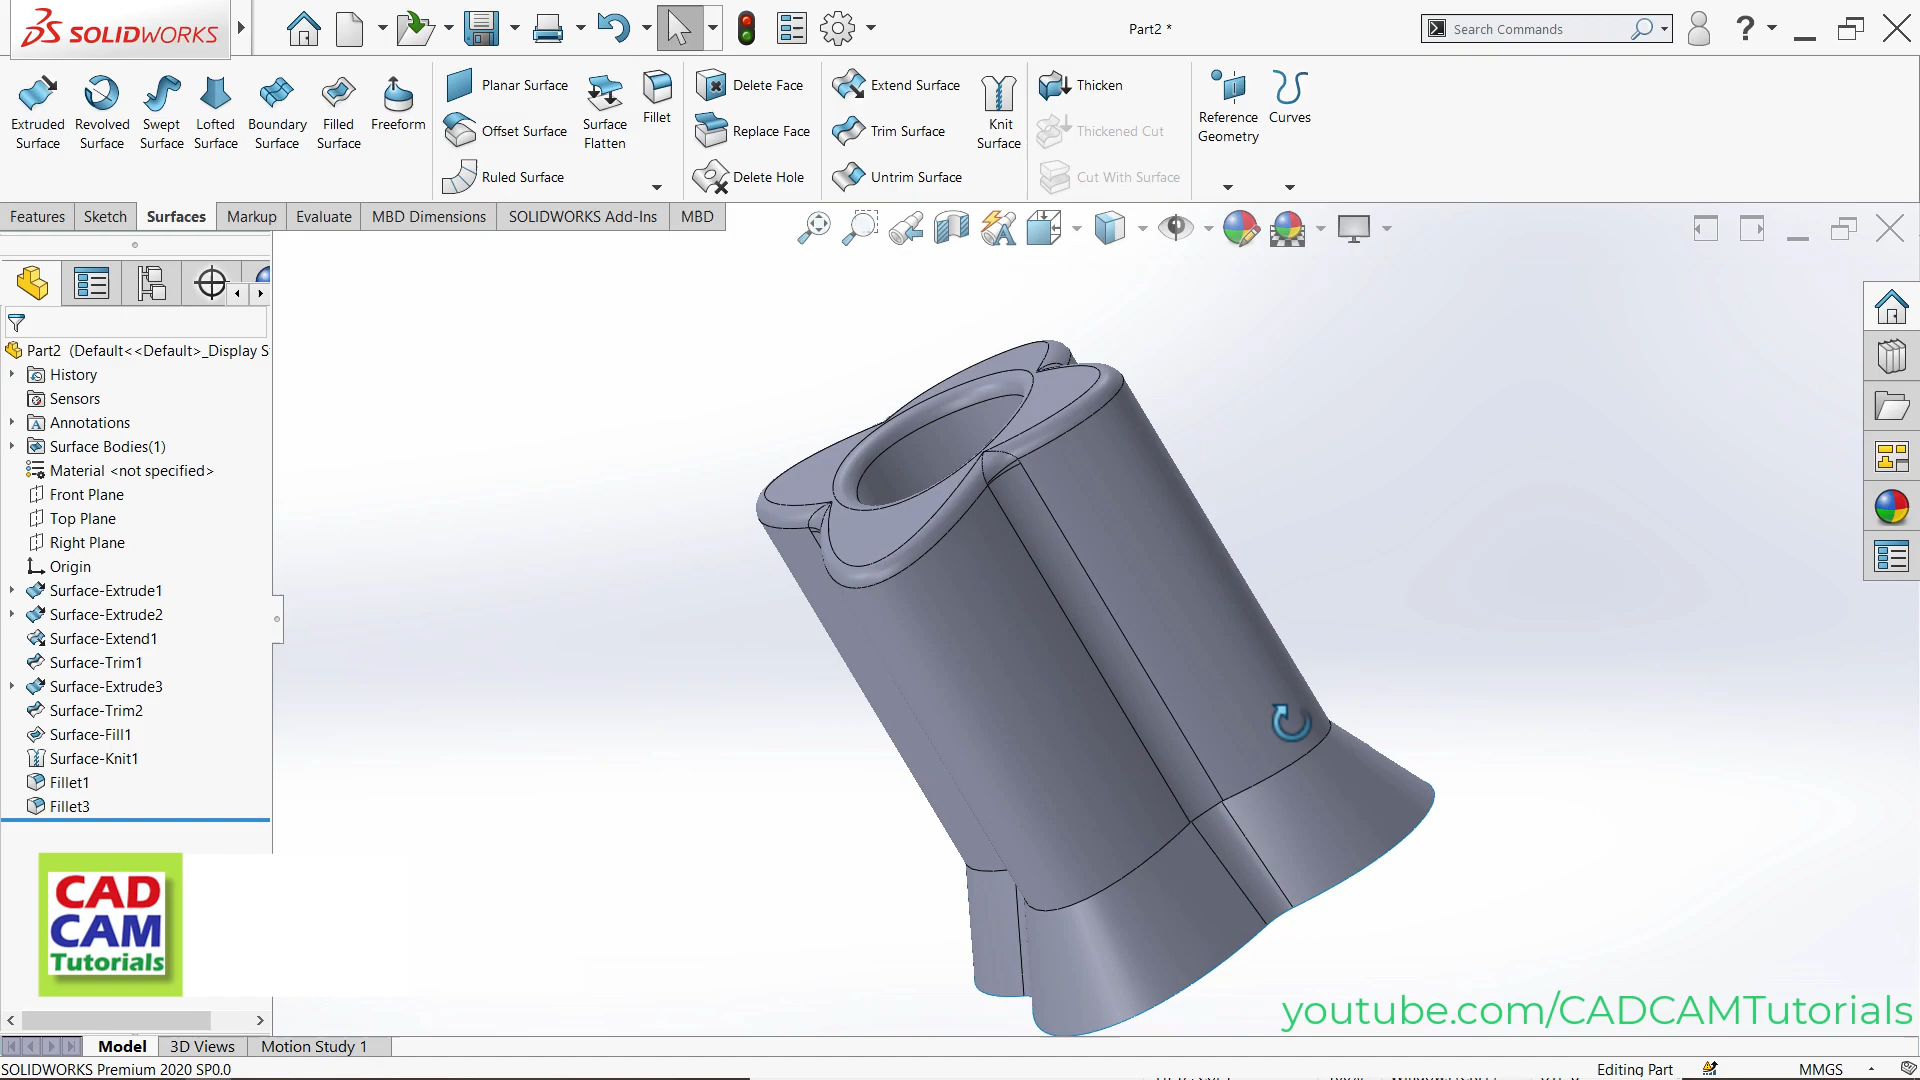 SOLIDWORKS
Part2 *
Search Commands
?
Extruded Surface
Revolved Surface
Swept Surface
Lofted Surface
Boundary Surface
Filled Surface
Freeform
Planar Surface
Offset Surface
Ruled Surface
Surface Flatten
Fillet
Delete Face
Replace Face
Delete Hole
Extend Surface
Trim Surface
Untrim Surface
Knit Surface
Thicken
Thickened Cut
Cut With Surface
Reference Geometry
Curves
Features
Sketch
Surfaces
Markup
Evaluate
MBD Dimensions
SOLIDWORKS Add-Ins
MBD
Part2 (Default<<Default>_Display S
History
Sensors
Annotations
Surface Bodies(1)
Material <not specified>
Front Plane
Top Plane
Right Plane
Origin
Surface-Extrude1
Surface-Extrude2
Surface-Extend1
Surface-Trim1
Surface-Extrude3
Surface-Trim2
Surface-Fill1
Surface-Knit1
Fillet1
Fillet3
CAD
CAM
Tutorials
youtube.com/CADCAMTutorials
Model
3D Views
Motion Study 1
SOLIDWORKS Premium 2020 SP0.0
Editing Part
MMGS